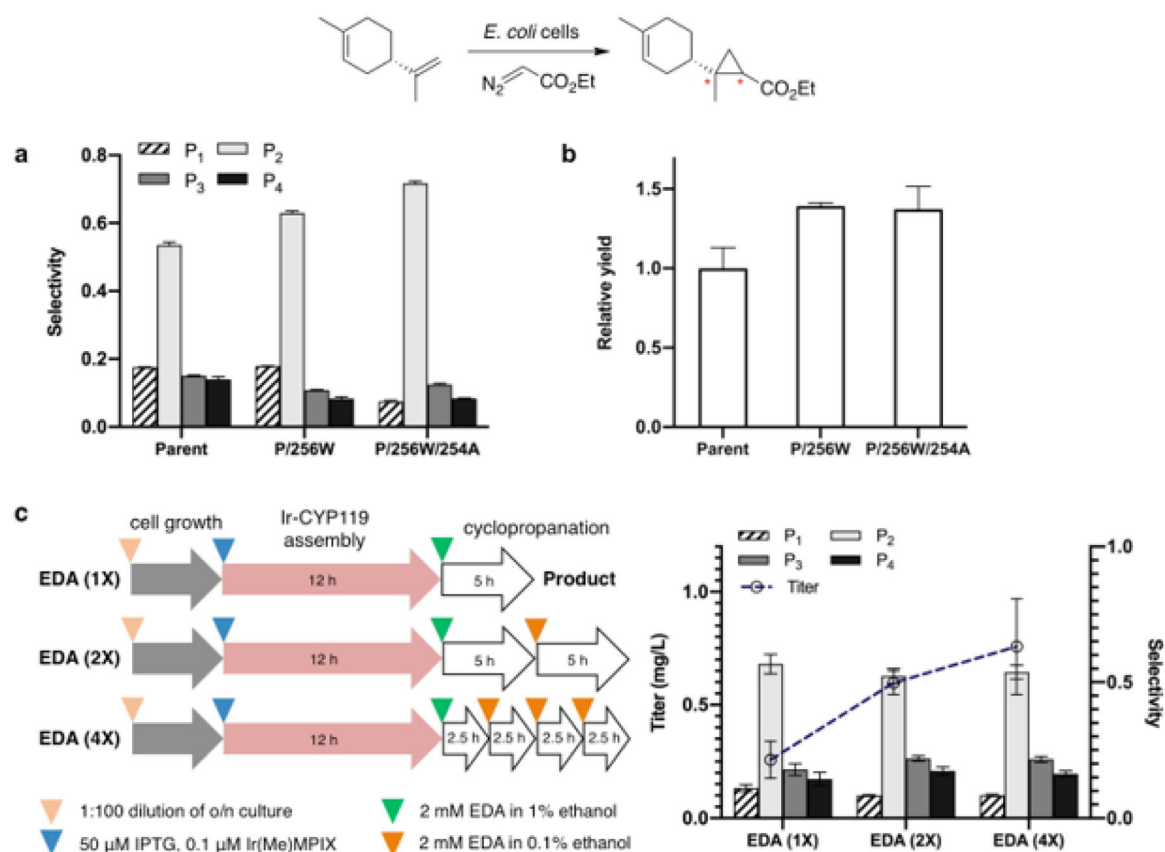 E. coli cells
N₂ CO₂Et
CO₂Et
Me
Me
Me
Me
* *
a
P₁ P₂
P₃ P₄
Selectivity
0.8
0.6
0.4
0.2
0.0
Parent P/256W P/256W/254A
b
Relative yield
1.5
1.0
0.5
0.0
Parent P/256W P/256W/254A
c
cell growth
Ir-CYP119
assembly
cyclopropanation
EDA (1X) 12 h 5 h Product
EDA (2X) 12 h 5 h 5 h
EDA (4X) 12 h 2.5 h 2.5 h 2.5 h 2.5 h
1:100 dilution of o/n culture
50 µM IPTG, 0.1 µM Ir(Me)MPIX
2 mM EDA in 1% ethanol
2 mM EDA in 0.1% ethanol
P₁ P₂
P₃ P₄
Titer
Titer (mg/L)
1.0
0.5
0.0
1.0
0.5
0.0
Selectivity
EDA (1X) EDA (2X) EDA (4X)